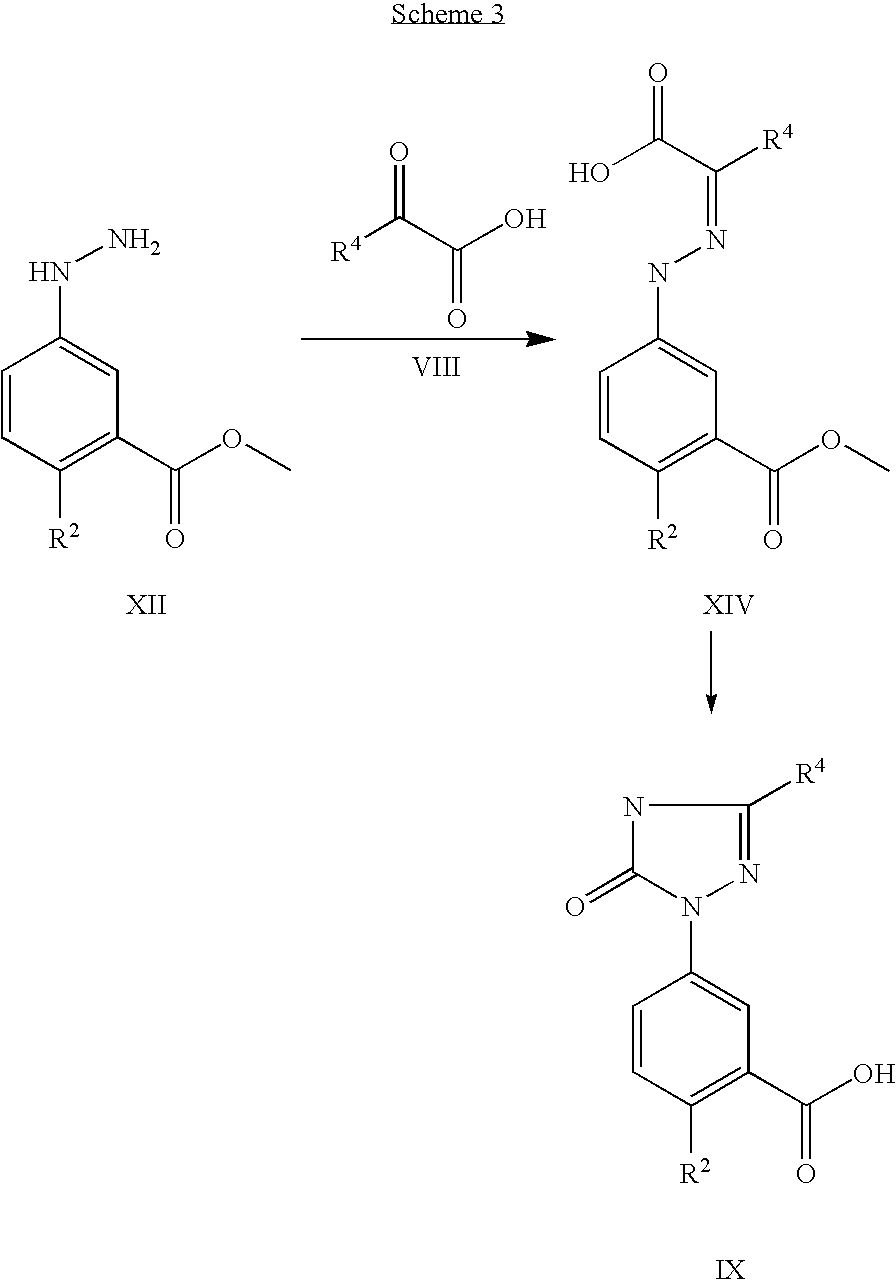 Scheme 3
O
R⁴
HO
O
OH
R⁴
O
NH₂
HN
N
N
VIII
O
R²
O
O
R²
O
XII
XIV
R⁴
N
N
O
N
OH
R²
O
IX